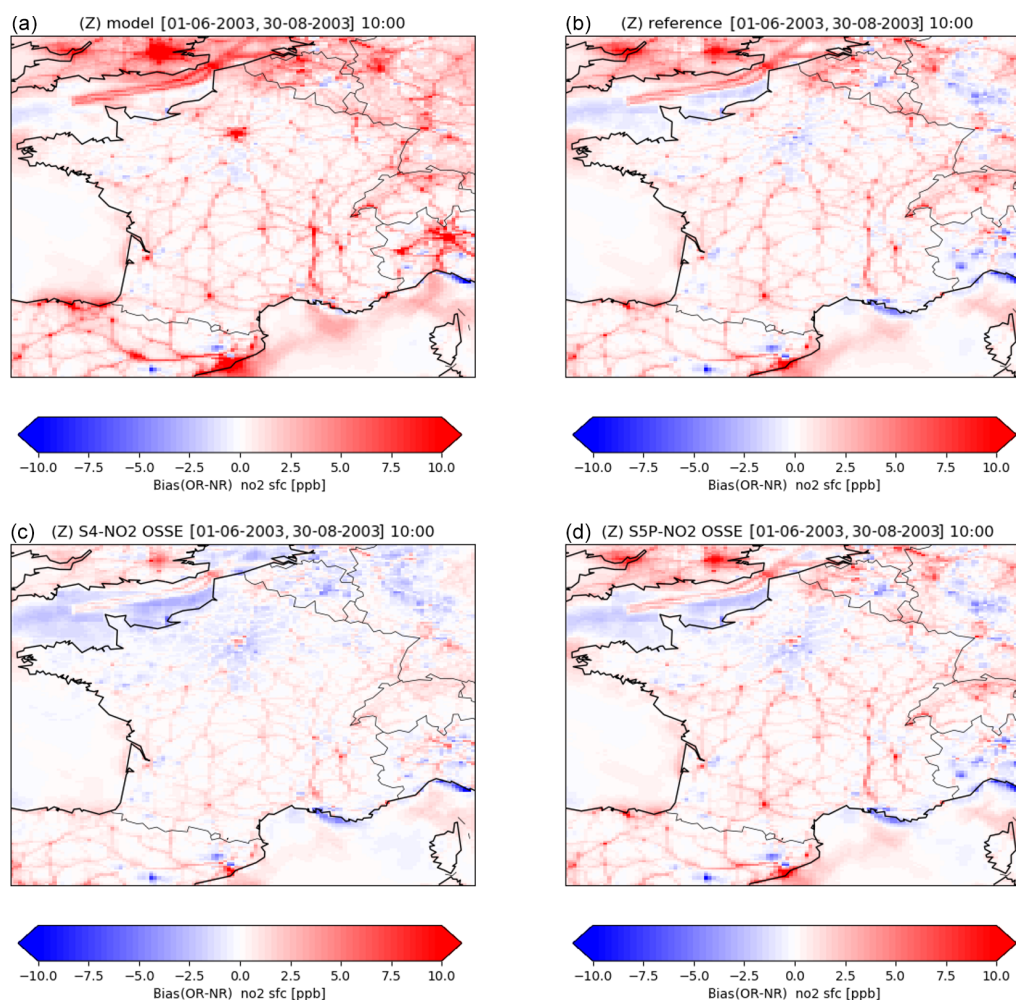 (a) (Z) model [01-06-2003, 30-08-2003] 10:00
−10.0 −7.5 −5.0 −2.5 0.0 2.5 5.0 7.5 10.0
Bias(OR-NR) no2 sfc [ppb]
(b) (Z) reference [01-06-2003, 30-08-2003] 10:00
−10.0 −7.5 −5.0 −2.5 0.0 2.5 5.0 7.5 10.0
Bias(OR-NR) no2 sfc [ppb]
(c) (Z) S4-NO2 OSSE [01-06-2003, 30-08-2003] 10:00
−10.0 −7.5 −5.0 −2.5 0.0 2.5 5.0 7.5 10.0
Bias(OR-NR) no2 sfc [ppb]
(d) (Z) S5P-NO2 OSSE [01-06-2003, 30-08-2003] 10:00
−10.0 −7.5 −5.0 −2.5 0.0 2.5 5.0 7.5 10.0
Bias(OR-NR) no2 sfc [ppb]